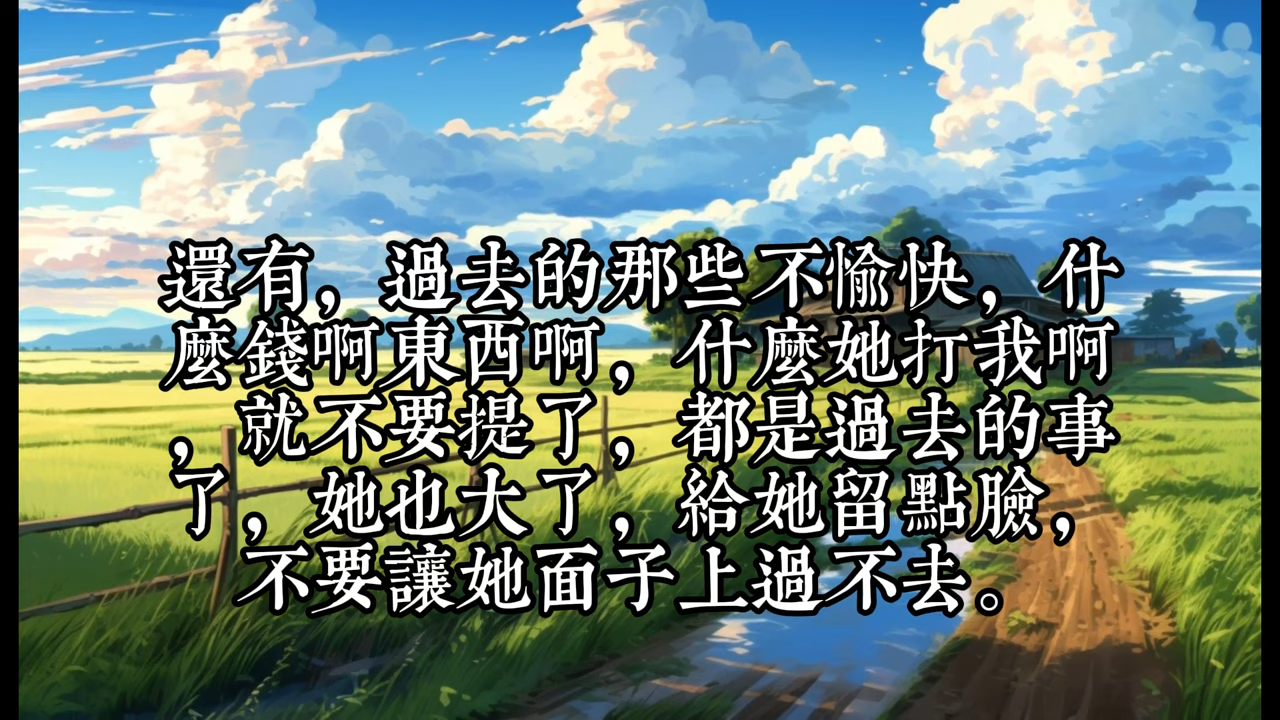 還有，過去的那些不愉快，什
麼錢啊東西啊，什麼她打我啊
，就不要提了，都是過去的事
了，她也大了，給她留點臉，
不要讓她面子上過不去。